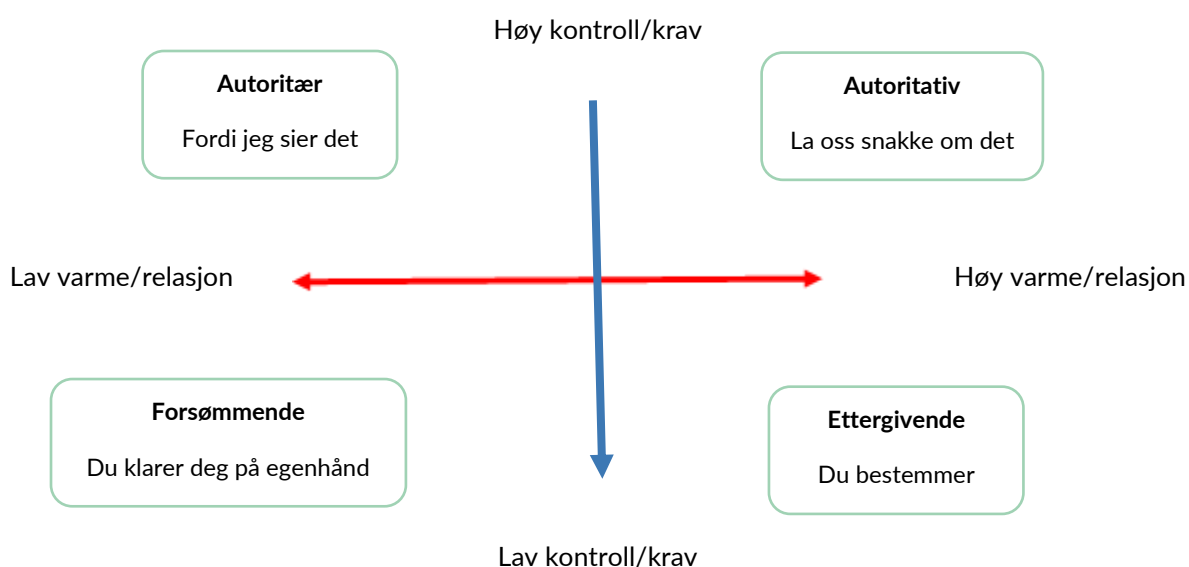 Høy kontroll/krav
Autoritær
Fordi jeg sier det
Autoritativ
La oss snakke om det
Lav varme/relasjon
Høy varme/relasjon
Forsømmende
Du klarer deg på egenhånd
Ettergivende
Du bestemmer
Lav kontroll/krav